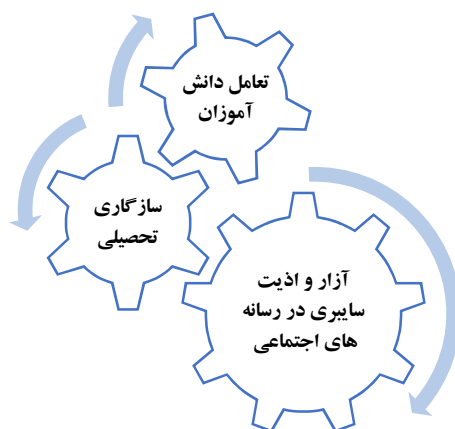 تعامل دانش
آموزان
سازگاری
تحصیلی
آزار و اذیت
سایبری در رسانه
های اجتماعی